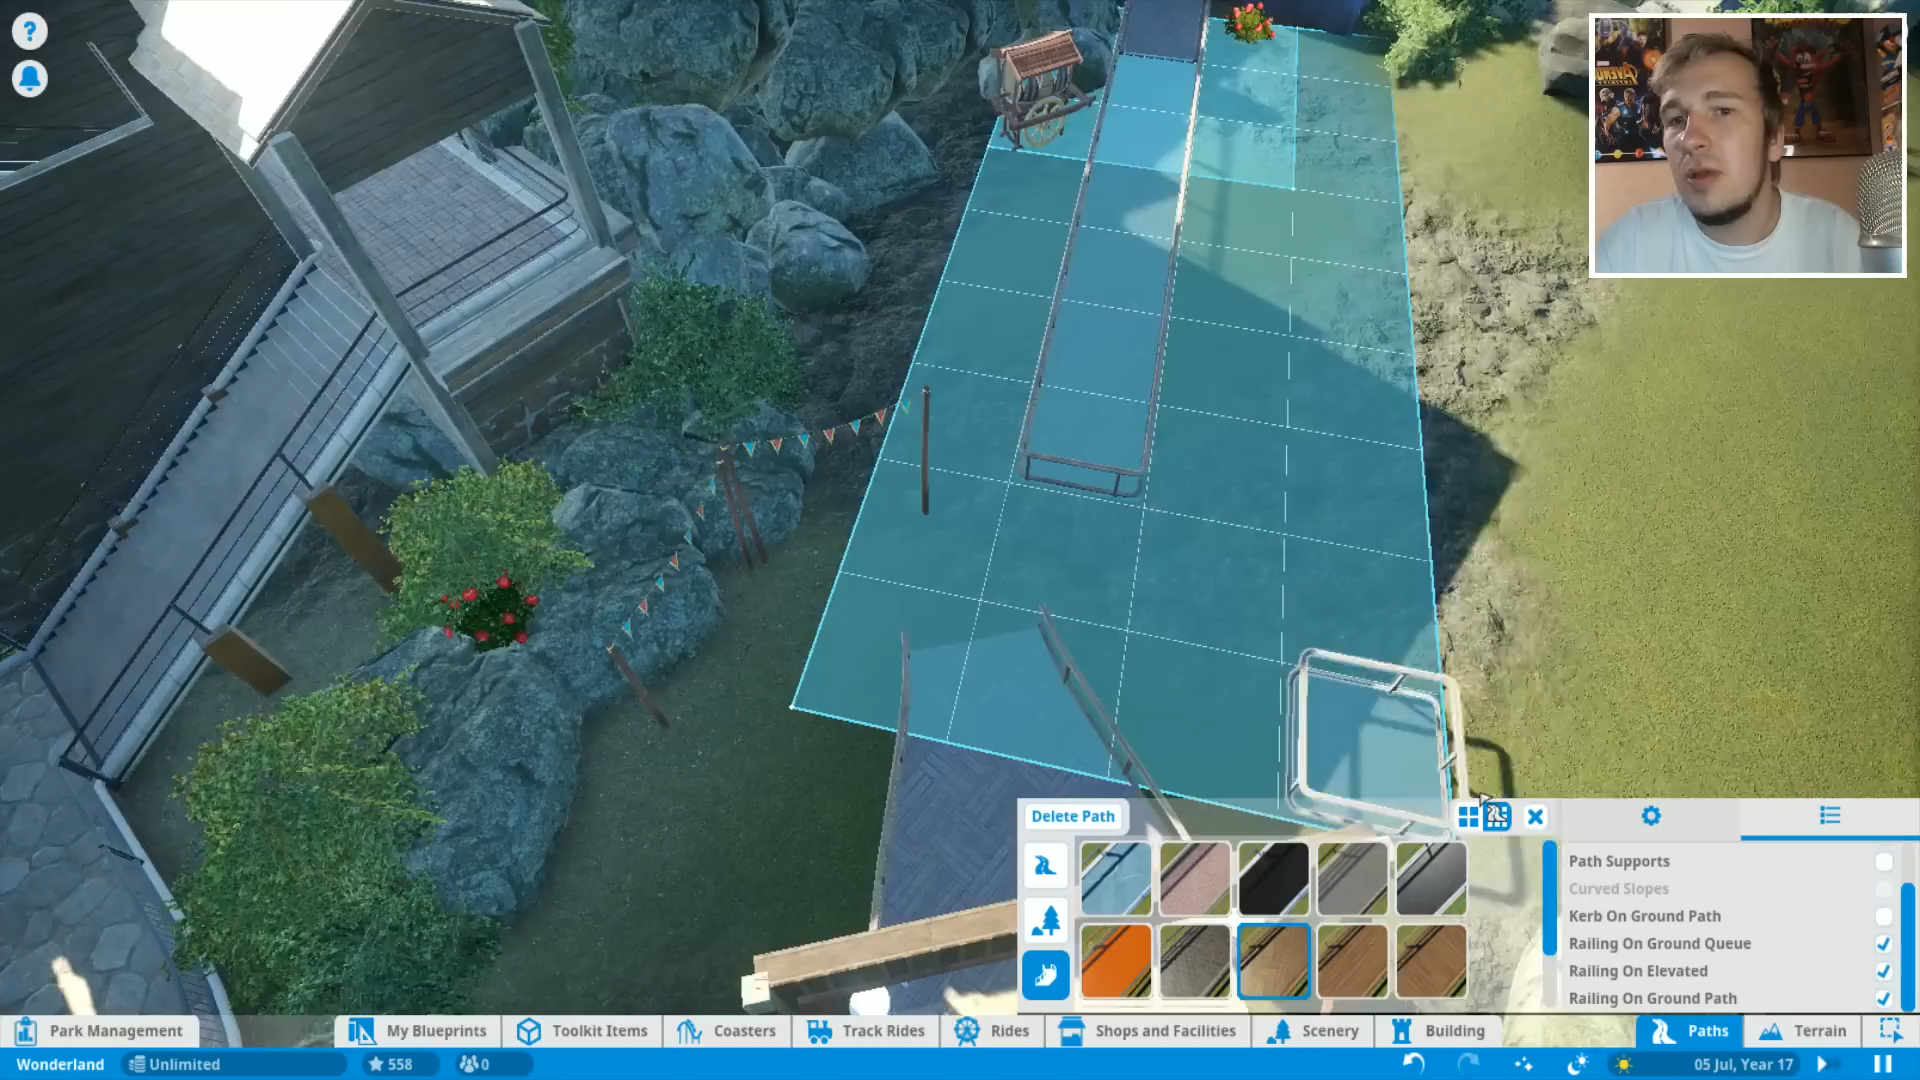 ?
AVENGERS
Delete Path
Path Supports
Curved Slopes
Kerb On Ground Path
Railing On Ground Queue
Railing On Elevated
Railing On Ground Path
Park Management
My Blueprints
Toolkit Items
Coasters
Track Rides
Rides
Shops and Facilities
Scenery
Building
Paths
Terrain
Wonderland
Unlimited
558
0
05 Jul, Year 17